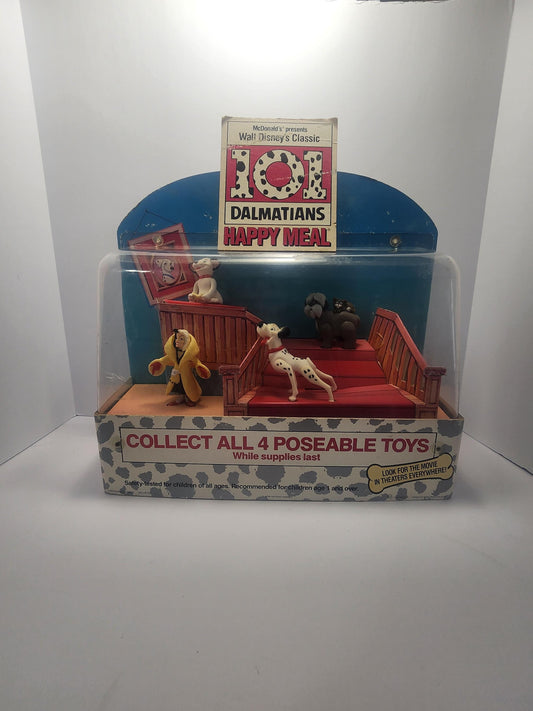 McDonald's® presents
Walt Disney's Classic
101
DALMATIANS
HAPPY MEAL®
COLLECT ALL 4 POSEABLE TOYS
While supplies last
LOOK FOR THE MOVIE
IN THEATERS EVERYWHERE!
Safety-tested for children of all ages. Recommended for children age 1 and over.